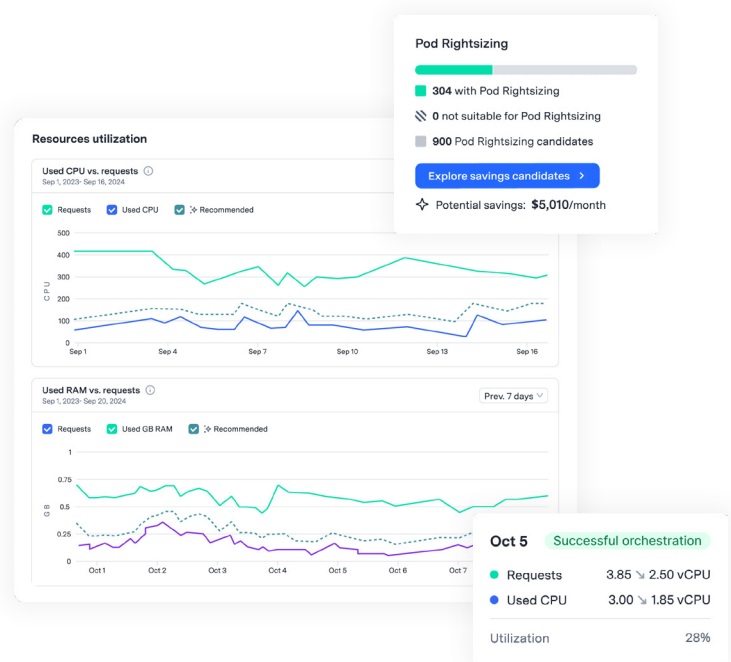 Pod Rightsizing
304 with Pod Rightsizing
0 not suitable for Pod Rightsizing
900 Pod Rightsizing candidates
Explore savings candidates >
Potential savings: $5,010/month
Resources utilization
Used CPU vs. requests
Sep 1, 2023- Sep 16, 2024
Requests Used CPU Recommended
500
400
300
200
100
0
CPU
Sep 1 Sep 4 Sep 7 Sep 10 Sep 13 Sep 16
Used RAM vs. requests
Sep 1, 2023- Sep 20, 2024
Prev. 7 days
Requests Used GB RAM Recommended
1
0.75
0.5
0.25
0
GB
Oct 1 Oct 2 Oct 3 Oct 4 Oct 5 Oct 6 Oct 7
Oct 5 Successful orchestration
Requests 3.85 ↘ 2.50 vCPU
Used CPU 3.00 ↘ 1.85 vCPU
Utilization 28%